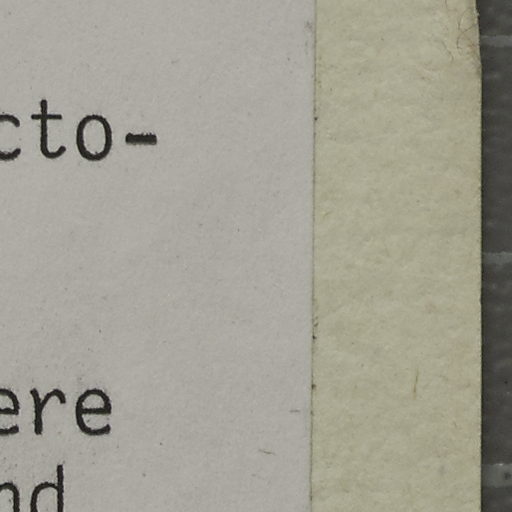 cto-
ere
nd